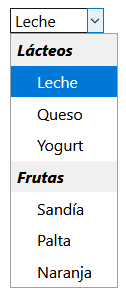 Leche
Lácteos
Leche
Queso
Yogurt
Frutas
Sandía
Palta
Naranja